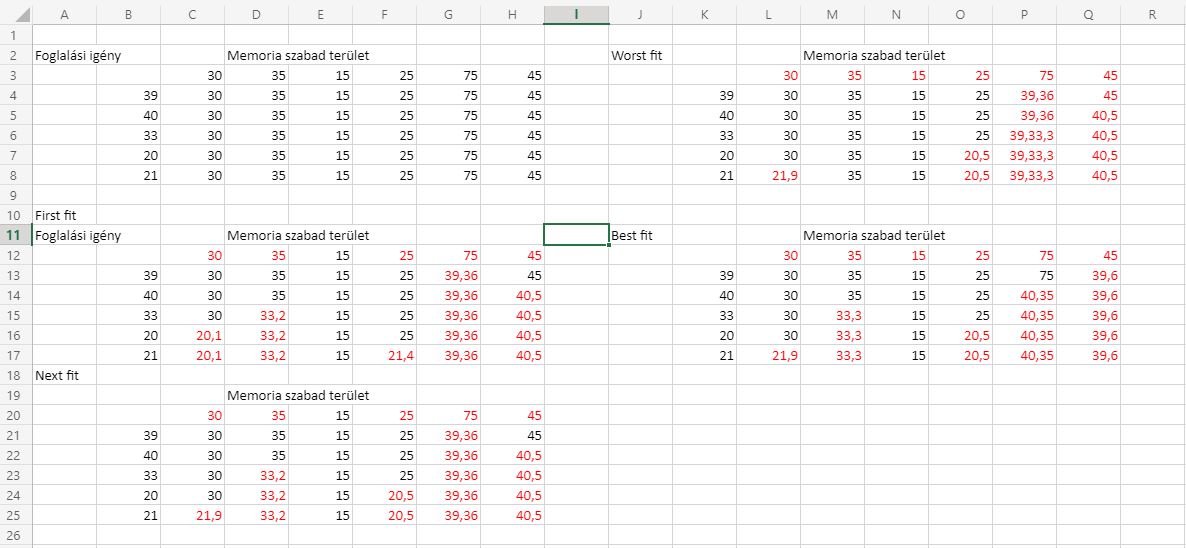 A B C D E F G H I J K L M N O P Q R
1
2 Foglalási igény Memoria szabad terület Worst fit Memoria szabad terület
3 30 35 15 25 75 45 30 35 15 25 75 45
4 39 30 35 15 25 75 45 39 30 35 15 25 39,36 45
5 40 30 35 15 25 75 45 40 30 35 15 25 39,36 40,5
6 33 30 35 15 25 75 45 33 30 35 15 25 39,33,3 40,5
7 20 30 35 15 25 75 45 20 30 35 15 20,5 39,33,3 40,5
8 21 30 35 15 25 75 45 21 21,9 35 15 20,5 39,33,3 40,5
9
10 First fit
11 Foglalási igény Memoria szabad terület Best fit Memoria szabad terület
12 30 35 15 25 75 45 30 35 15 25 75 45
13 39 30 35 15 25 39,36 45 39 30 35 15 25 75 39,6
14 40 30 35 15 25 39,36 40,5 40 30 35 15 25 40,35 39,6
15 33 30 33,2 15 25 39,36 40,5 33 30 33,3 15 25 40,35 39,6
16 20 20,1 33,2 15 25 39,36 40,5 20 30 33,3 15 20,5 40,35 39,6
17 21 20,1 33,2 15 21,4 39,36 40,5 21 21,9 33,3 15 20,5 40,35 39,6
18 Next fit
19 Memoria szabad terület
20 30 35 15 25 75 45
21 39 30 35 15 25 39,36 45
22 40 30 35 15 25 39,36 40,5
23 33 30 33,2 15 25 39,36 40,5
24 20 30 33,2 15 20,5 39,36 40,5
25 21 21,9 33,2 15 20,5 39,36 40,5
26